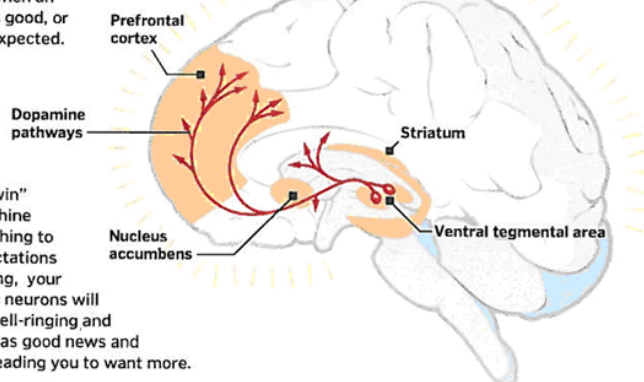 s good, or
xpected.
Prefrontal
cortex
Dopamine
pathways
Striatum
win”
hine
hing to
ctations
ng, your
neurons will
ell-ringing and
as good news and
eading you to want more.
Nucleus
accumbens
Ventral tegmental area